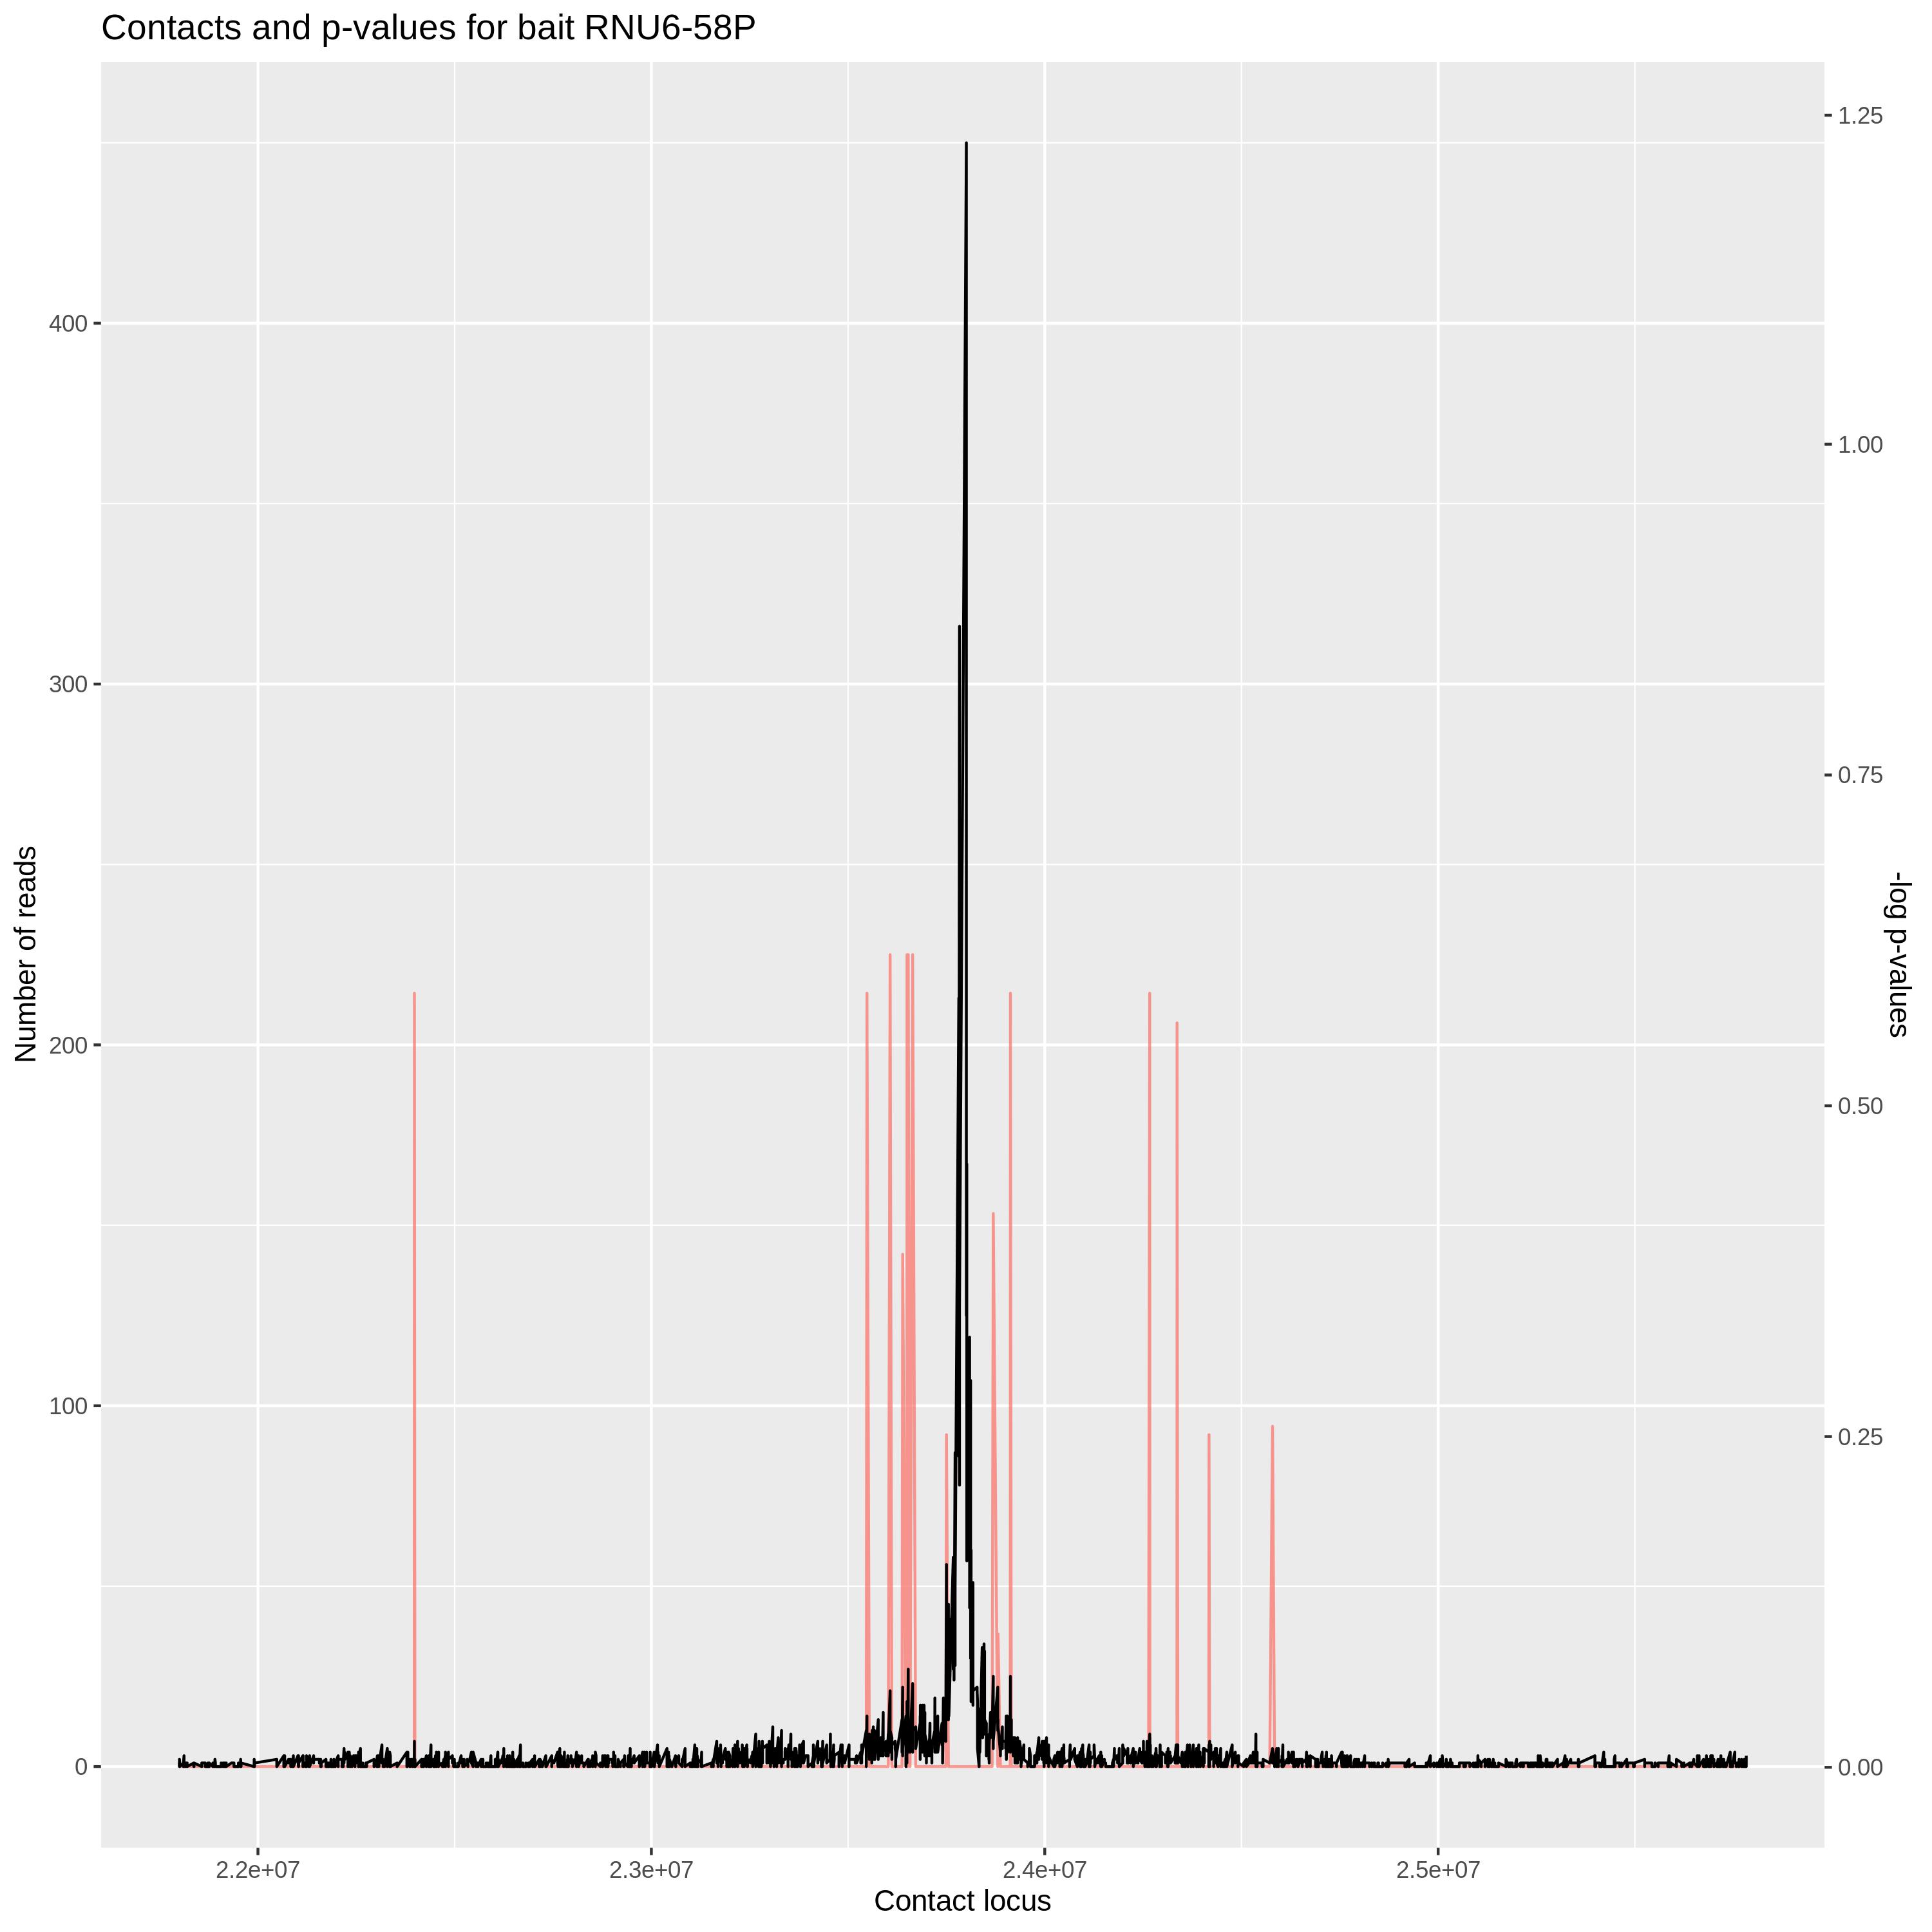 Contacts and p-values for bait RNU6-58P
Number of reads
400
300
200
100
0
1.25
1.00
0.75
0.50
0.25
0.00
-log p-values
2.2e+07
2.3e+07
2.4e+07
2.5e+07
Contact locus